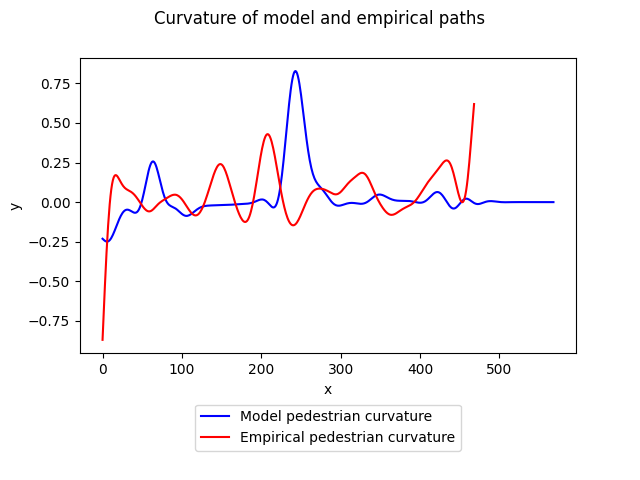 Curvature of model and empirical paths
0.75
0.50
0.25
0.00
−0.25
−0.50
−0.75
y
0 100 200 300 400 500
x
Model pedestrian curvature
Empirical pedestrian curvature